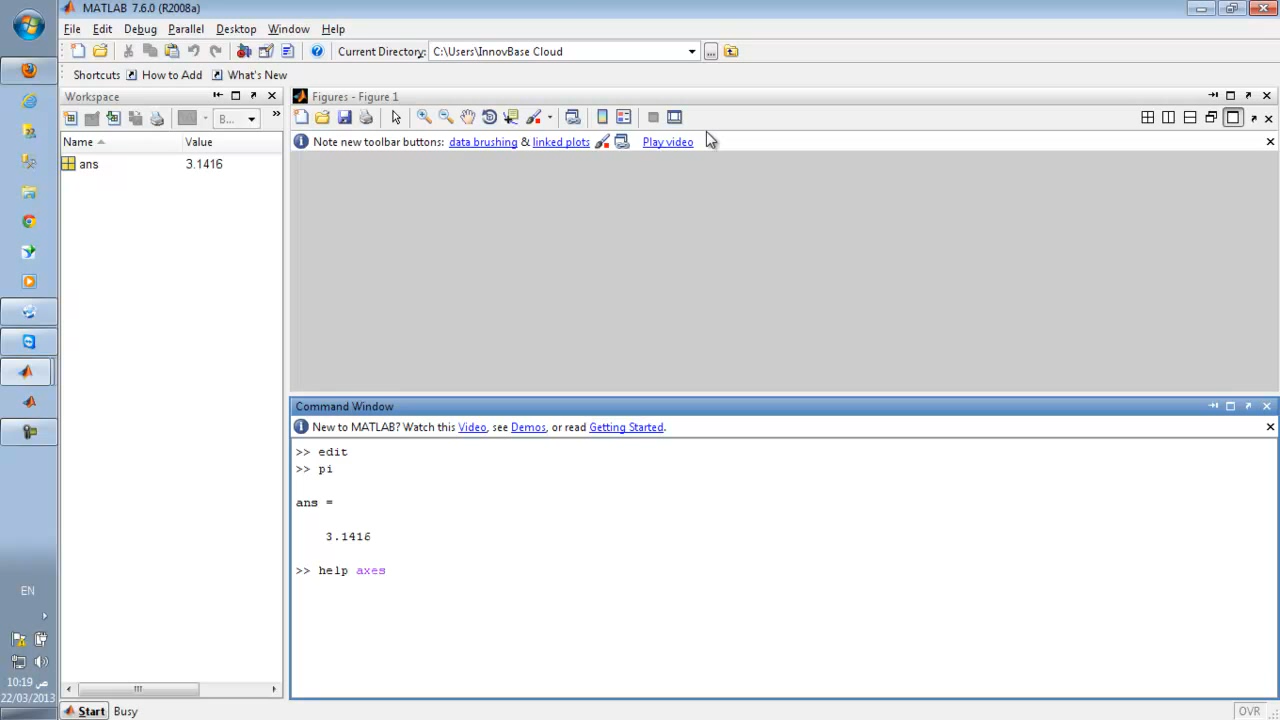 MATLAB 7.6.0 (R2008a)
File Edit Debug Parallel Desktop Window Help
Current Directory: C:\Users\InnovBase Cloud
Shortcuts How to Add What's New
Workspace
B...
Name Value
ans 3.1416
Figures - Figure 1
Note new toolbar buttons: data brushing & linked plots Play video
Command Window
New to MATLAB? Watch this Video, see Demos, or read Getting Started.
>> edit
>> pi
ans =
3.1416
>> help axes
EN
10:19 ص
22/03/2013
Start Busy
OVR